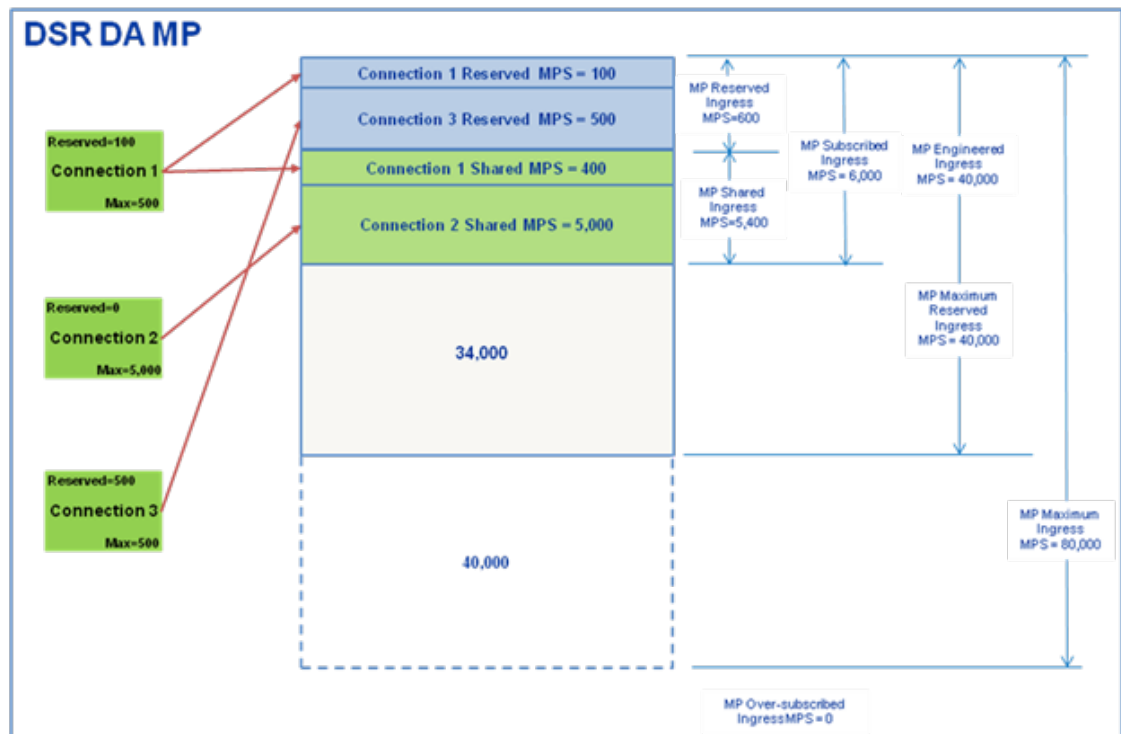 DSR DA MP
Reserved=100
Connection 1
Max=500
Reserved=0
Connection 2
Max=5,000
Reserved=500
Connection 3
Max=500
Connection 1 Reserved MPS = 100
Connection 3 Reserved MPS = 500
Connection 1 Shared MPS = 400
Connection 2 Shared MPS = 5,000
34,000
40,000
MP Reserved
Ingress
MPS=600
MP Shared
Ingress
MPS=5,400
MP Subscribed
Ingress
MPS = 6,000
MP Engineered
Ingress
MPS = 40,000
MP Maximum
Reserved
Ingress
MPS = 40,000
MP Maximum
Ingress
MPS = 80,000
MP Over-subscribed
IngressMPS = 0